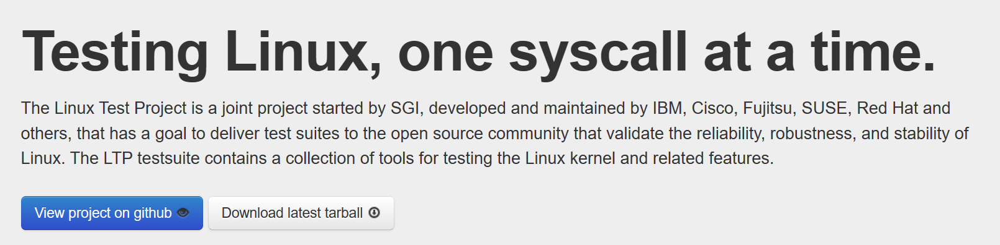 Testing Linux, one syscall at a time.
The Linux Test Project is a joint project started by SGI, developed and maintained by IBM, Cisco, Fujitsu, SUSE, Red Hat and
others, that has a goal to deliver test suites to the open source community that validate the reliability, robustness, and stability of
Linux. The LTP testsuite contains a collection of tools for testing the Linux kernel and related features.
View project on github
Download latest tarball